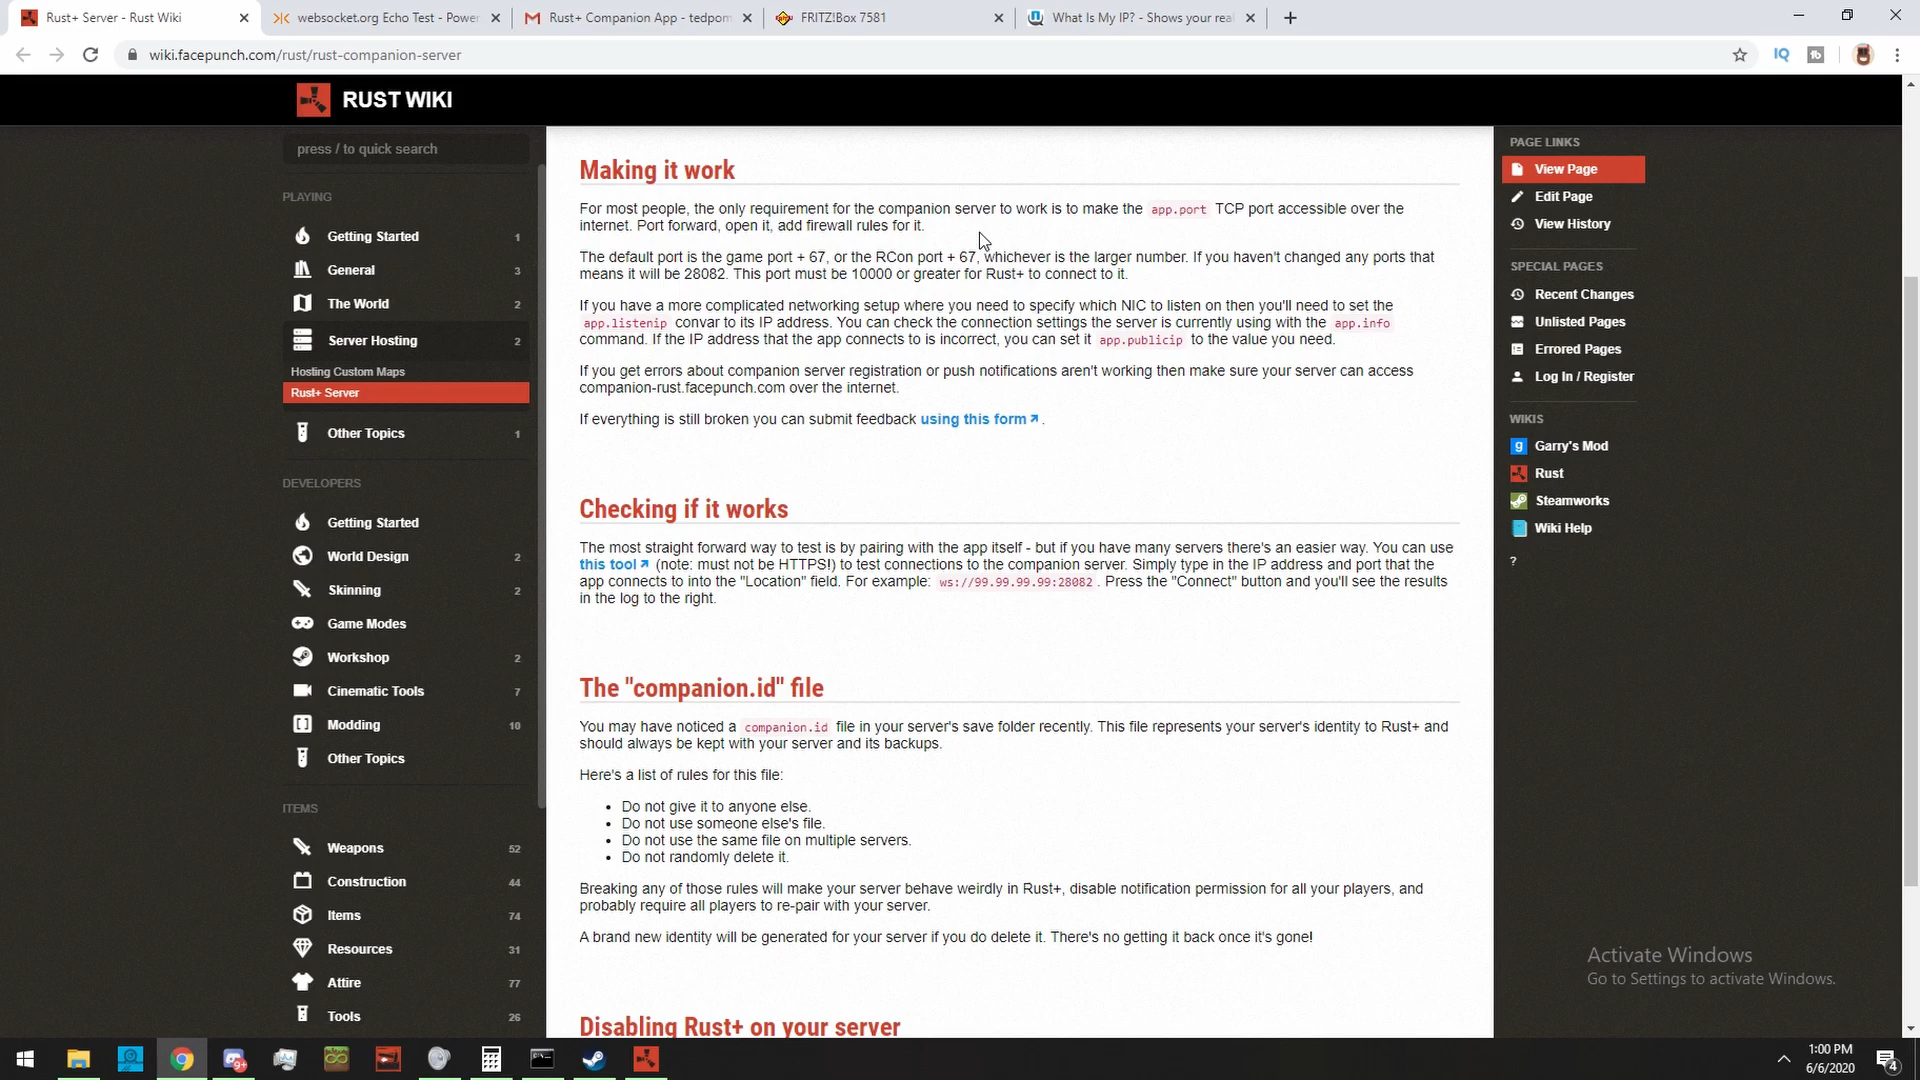 Rust+ Server - Rust Wiki
websocket.org Echo Test - Power
Rust+ Companion App - tedpom
FRITZ!Box 7581
What Is My IP? - Shows your real
wiki.facepunch.com/rust/rust-companion-server
IQ
tb
RUST WIKI
press / to quick search
PLAYING
Getting Started 1
General 3
The World 2
Server Hosting 2
Hosting Custom Maps
Rust+ Server
Other Topics 1
DEVELOPERS
Getting Started
World Design 2
Skinning 2
Game Modes
Workshop 2
Cinematic Tools 7
Modding 10
Other Topics
ITEMS
Weapons 52
Construction 44
Items 74
Resources 31
Attire 77
Tools 26
Making it work
For most people, the only requirement for the companion server to work is to make the app.port TCP port accessible over the
internet. Port forward, open it, add firewall rules for it.
The default port is the game port + 67, or the RCon port + 67, whichever is the larger number. If you haven't changed any ports that
means it will be 28082. This port must be 10000 or greater for Rust+ to connect to it.
If you have a more complicated networking setup where you need to specify which NIC to listen on then you'll need to set the
app.listenip convar to its IP address. You can check the connection settings the server is currently using with the app.info
command. If the IP address that the app connects to is incorrect, you can set it app.publicip to the value you need.
If you get errors about companion server registration or push notifications aren't working then make sure your server can access
companion-rust.facepunch.com over the internet.
If everything is still broken you can submit feedback using this form.
Checking if it works
The most straight forward way to test is by pairing with the app itself - but if you have many servers there's an easier way. You can use
this tool (note: must not be HTTPS!) to test connections to the companion server. Simply type in the IP address and port that the
app connects to into the "Location" field. For example: ws://99.99.99.99:28082. Press the "Connect" button and you'll see the results
in the log to the right.
The "companion.id" file
You may have noticed a companion.id file in your server's save folder recently. This file represents your server's identity to Rust+ and
should always be kept with your server and its backups.
Here's a list of rules for this file:
• Do not give it to anyone else.
• Do not use someone else's file.
• Do not use the same file on multiple servers.
• Do not randomly delete it.
Breaking any of those rules will make your server behave weirdly in Rust+, disable notification permission for all your players, and
probably require all players to re-pair with your server.
A brand new identity will be generated for your server if you do delete it. There's no getting it back once it's gone!
Disabling Rust+ on your server
PAGE LINKS
View Page
Edit Page
View History
SPECIAL PAGES
Recent Changes
Unlisted Pages
Errored Pages
Log In / Register
WIKIS
g Garry's Mod
Rust
Steamworks
Wiki Help
?
Activate Windows
Go to Settings to activate Windows.
9+
1:00 PM
6/6/2020
4